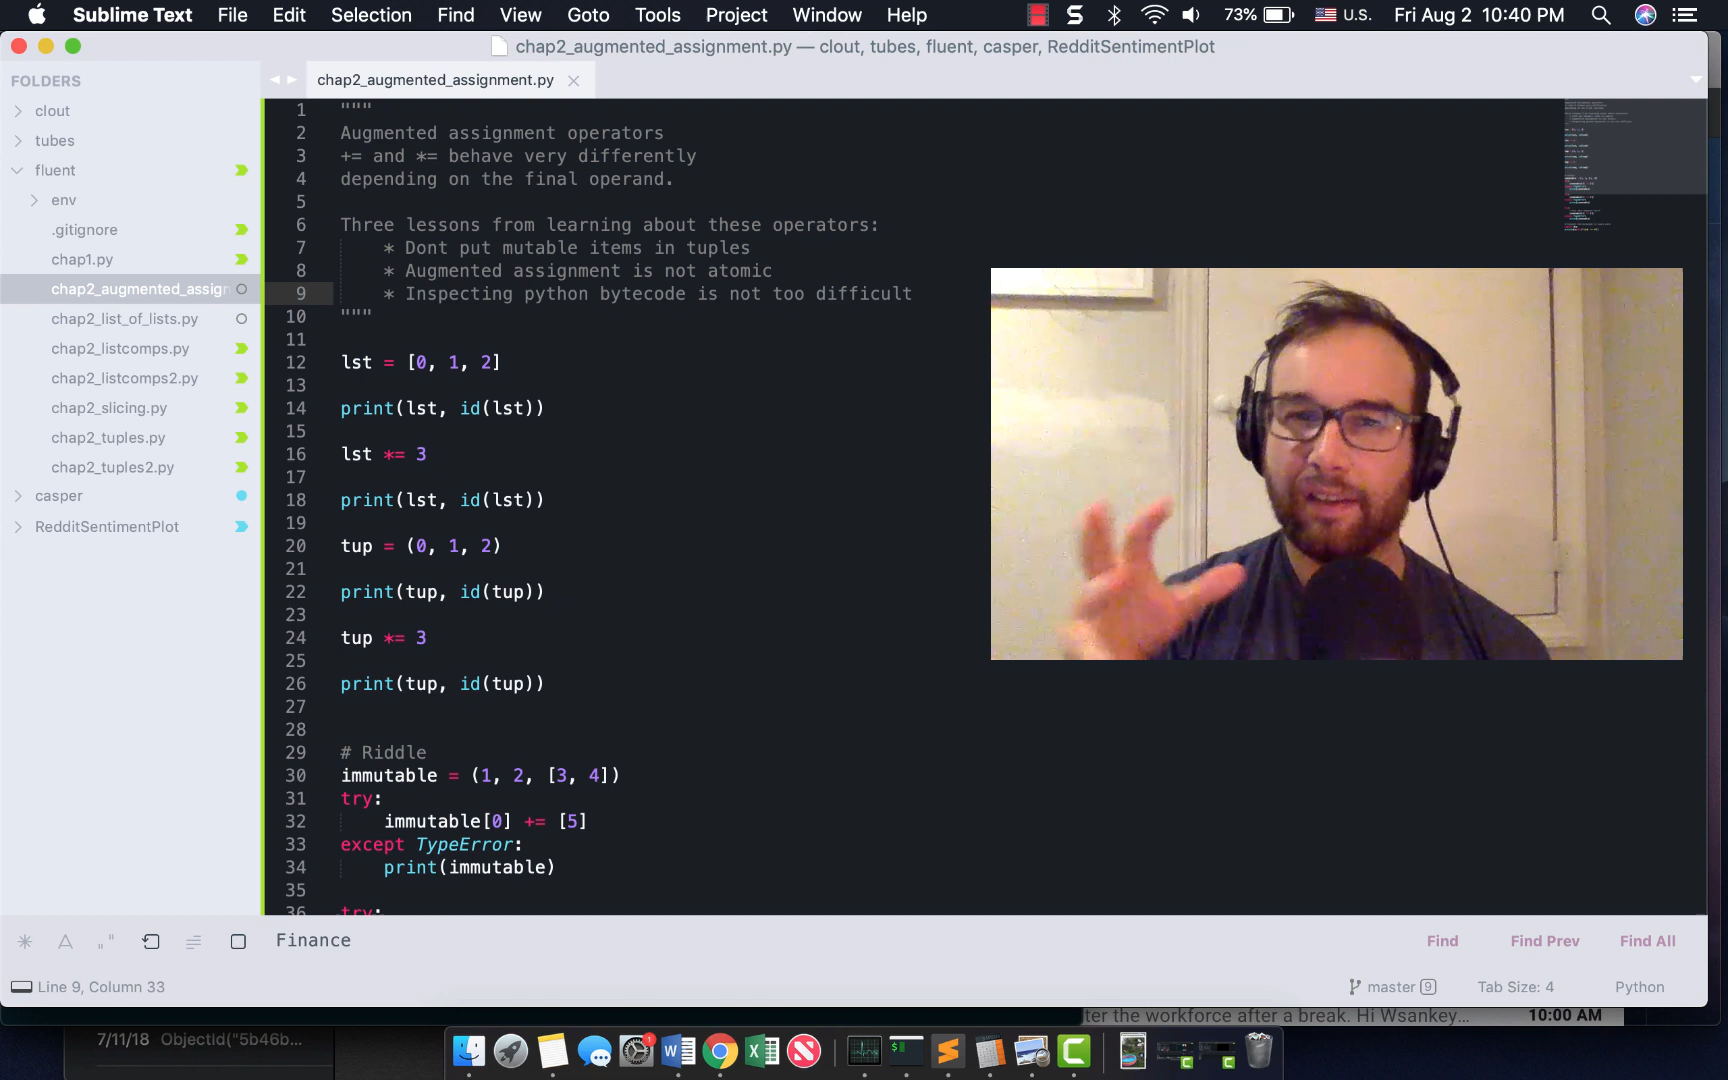 Sublime Text File Edit Selection Find View Goto Tools Project Window Help 73% U.S. Fri Aug 2 10:40 PM
chap2_augmented_assignment.py — clout, tubes, fluent, casper, RedditSentimentPlot
FOLDERS
clout
tubes
fluent
env
.gitignore
chap1.py
chap2_augmented_assign
chap2_list_of_lists.py
chap2_listcomps.py
chap2_listcomps2.py
chap2_slicing.py
chap2_tuples.py
chap2_tuples2.py
casper
RedditSentimentPlot
chap2_augmented_assignment.py
1 """
2 Augmented assignment operators
3 += and *= behave very differently
4 depending on the final operand.
5
6 Three lessons from learning about these operators:
7 * Dont put mutable items in tuples
8 * Augmented assignment is not atomic
9 * Inspecting python bytecode is not too difficult
10 """
11
12 lst = [0, 1, 2]
13
14 print(lst, id(lst))
15
16 lst *= 3
17
18 print(lst, id(lst))
19
20 tup = (0, 1, 2)
21
22 print(tup, id(tup))
23
24 tup *= 3
25
26 print(tup, id(tup))
27
28
29 # Riddle
30 immutable = (1, 2, [3, 4])
31 try:
32 immutable[0] += [5]
33 except TypeError:
34 print(immutable)
35
36 try:
Finance
Find Find Prev Find All
Line 9, Column 33
master 9 Tab Size: 4 Python
ter the workforce after a break. Hi Wsankey... 10:00 AM
7/11/18 ObjectId("5b46b...